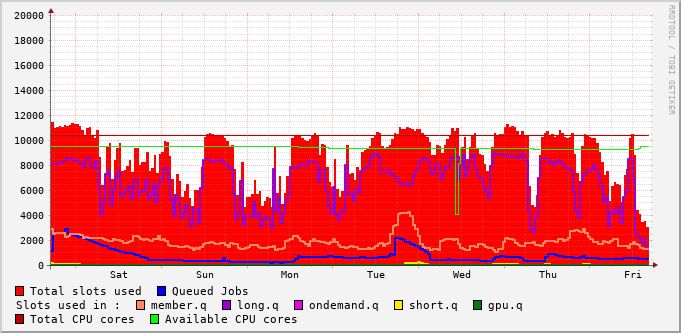 20000
18000
16000
14000
12000
10000
8000
6000
4000
2000
0
Sat Sun Mon Tue Wed Thu Fri
RRDTOOL / TOBI OETIKER
Total slots used Queued Jobs
Slots used in : member.q long.q ondemand.q short.q gpu.q
Total CPU cores Available CPU cores